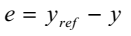 e = y_ref − y